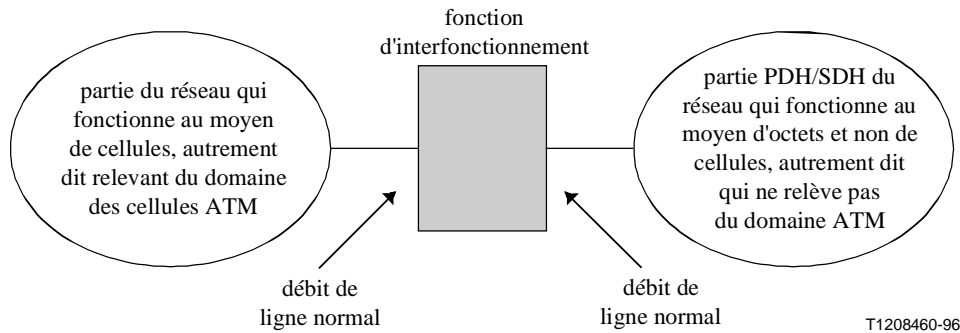 fonction
d'interfonctionnement
partie du réseau qui
fonctionne au moyen
de cellules, autrement
dit relevant du domaine
des cellules ATM
partie PDH/SDH du
réseau qui fonctionne au
moyen d'octets et non de
cellules, autrement dit
qui ne relève pas
du domaine ATM
débit de
ligne normal
débit de
ligne normal
T1208460-96